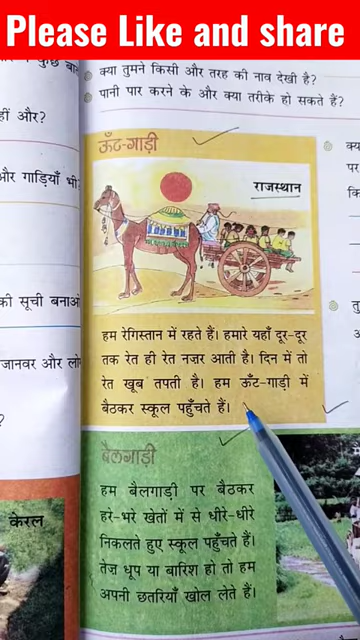 Please Like and share
क्या तुमने किसी और तरह की नाव देखी है?
पानी पार करने के और क्या तरीके हो सकते हैं?
हीं और?
और गाड़ियाँ भी
की सूची बनाओ
जानवर और लो
ऊँट-गाड़ी
राजस्थान
हम रेगिस्तान में रहते हैं। हमारे यहाँ दूर-दूर
तक रेत ही रेत नज़र आती है। दिन में तो
रेत खूब तपती है। हम ऊँट-गाड़ी में
बैठकर स्कूल पहुँचते हैं।
बैलगाड़ी
हम बैलगाड़ी पर बैठकर
हरे-भरे खेतों में से धीरे-धीरे
निकलते हुए स्कूल पहुँचते हैं।
तेज़ धूप या बारिश हो तो हम
अपनी छतरियाँ खोल लेते हैं।
केरल